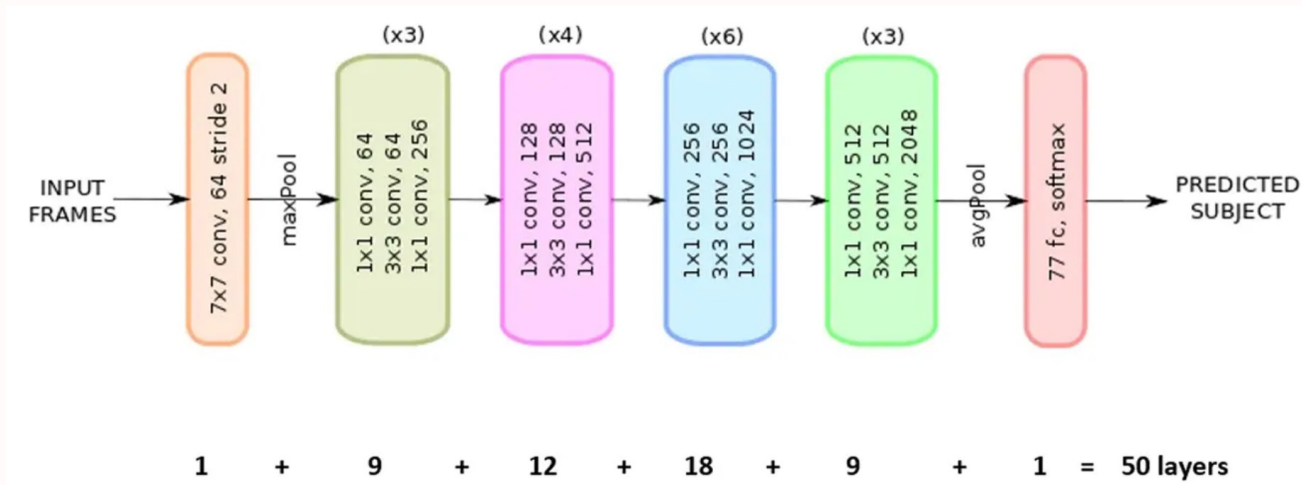 (x3)
(x4)
(x6)
(x3)
INPUT
FRAMES
7x7 conv, 64 stride 2
maxPool
1x1 conv, 64
3x3 conv, 64
1x1 conv, 256
1x1 conv, 128
3x3 conv, 128
1x1 conv, 512
1x1 conv, 256
3x3 conv, 256
1x1 conv, 1024
1x1 conv, 512
3x3 conv, 512
1x1 conv, 2048
avgPool
77 fc, softmax
PREDICTED
SUBJECT
1 + 9 + 12 + 18 + 9 + 1 = 50 layers